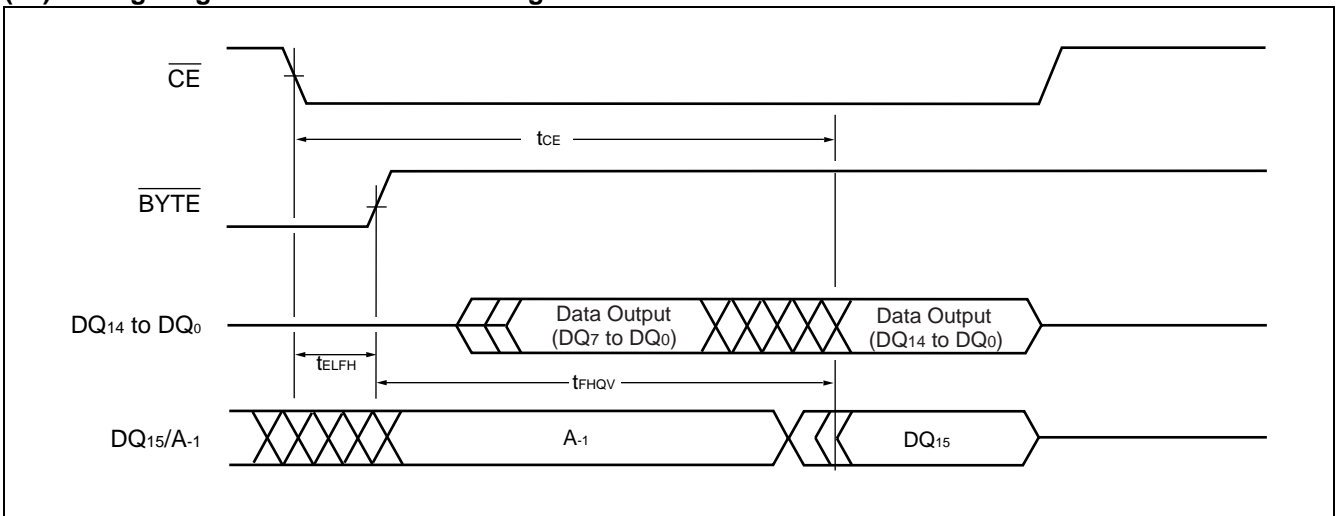 CE
tCE
BYTE
DQ14 to DQ0
Data Output
(DQ7 to DQ0)
Data Output
(DQ14 to DQ0)
tELFH
tFHQV
DQ15/A-1
A-1
DQ15